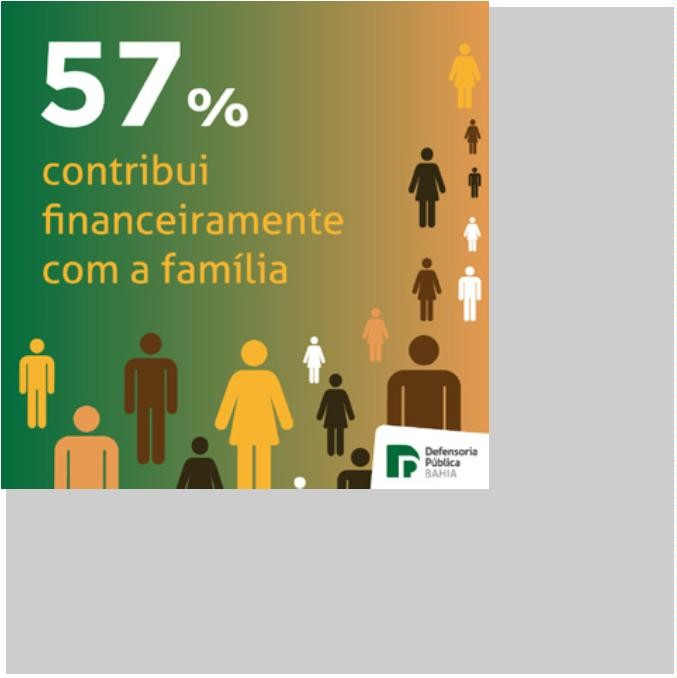 57%
contribui
financeiramente
com a família
Defensoria
Pública
BAHIA